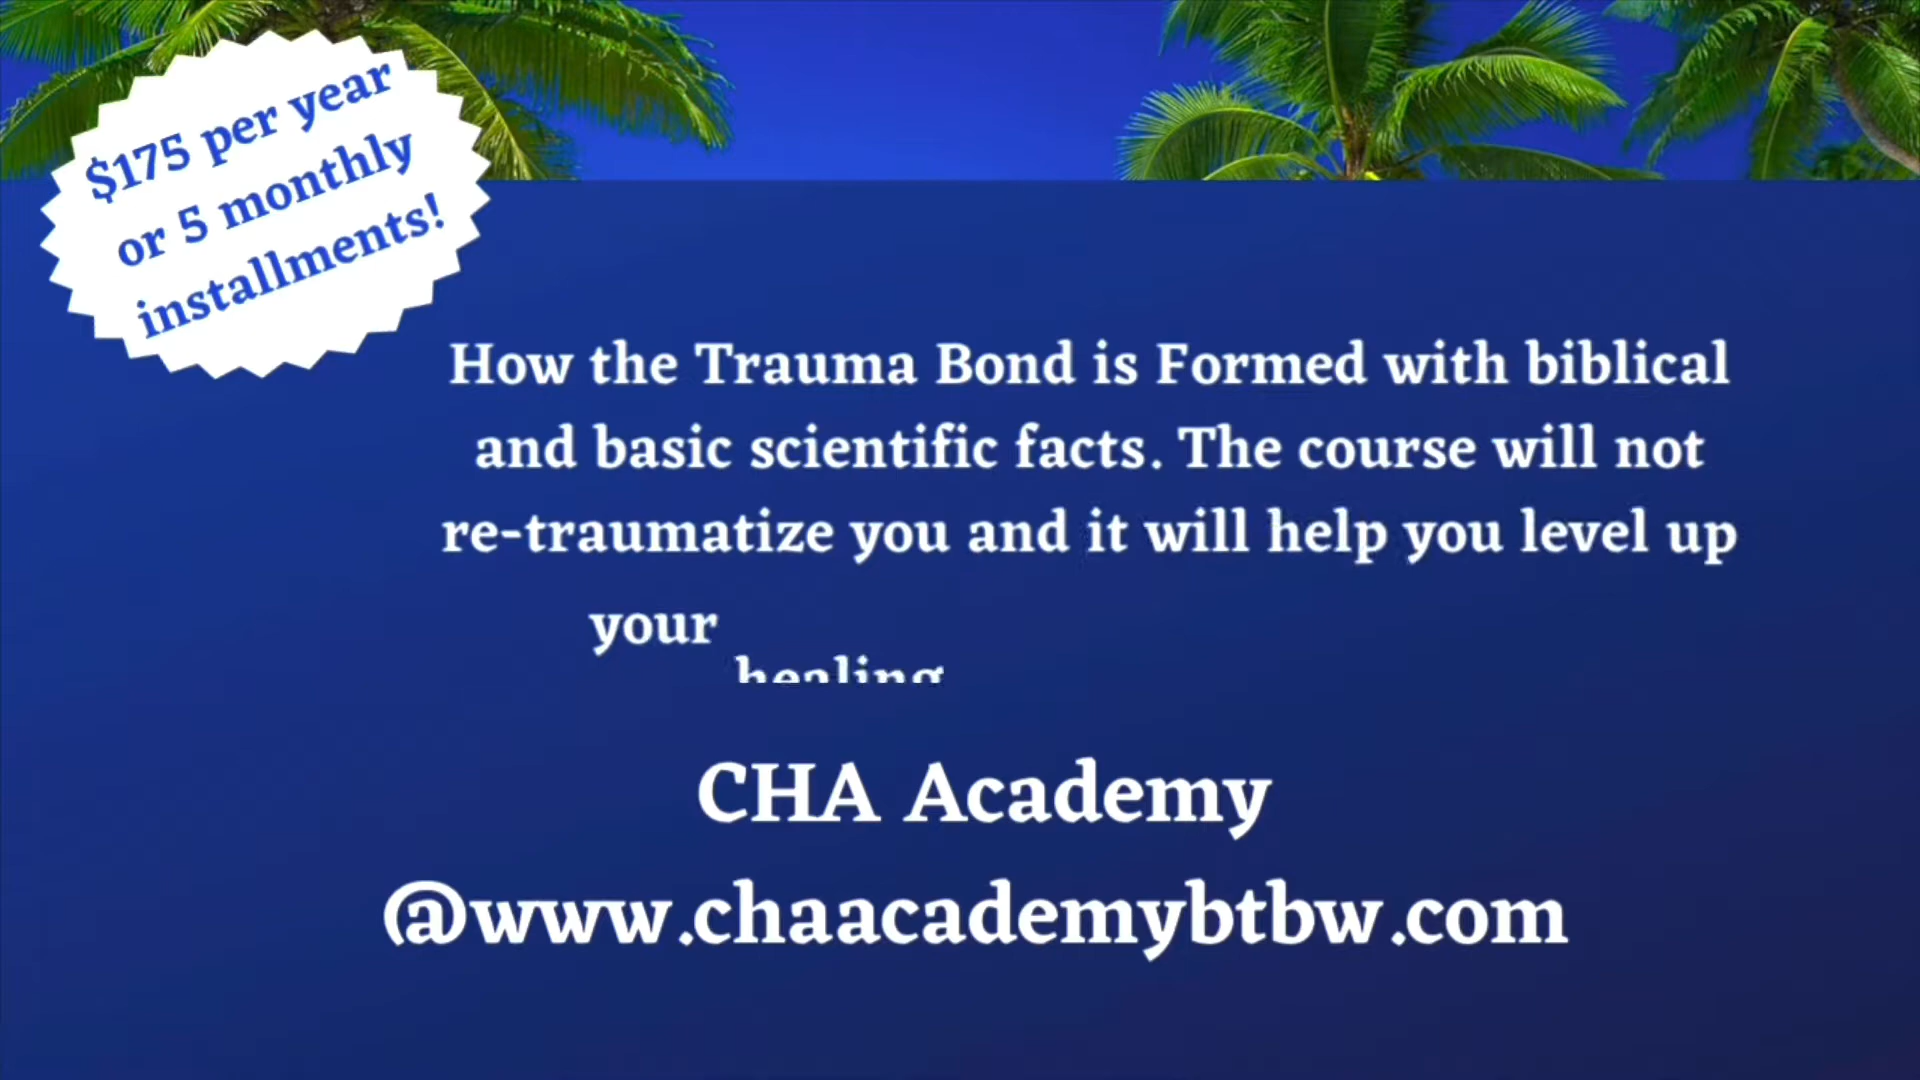 $175 per year
or 5 monthly
installments!
How the Trauma Bond is Formed with biblical
and basic scientific facts. The course will not
re-traumatize you and it will help you level up
your healing
CHA Academy
@www.chaacademybtbw.com